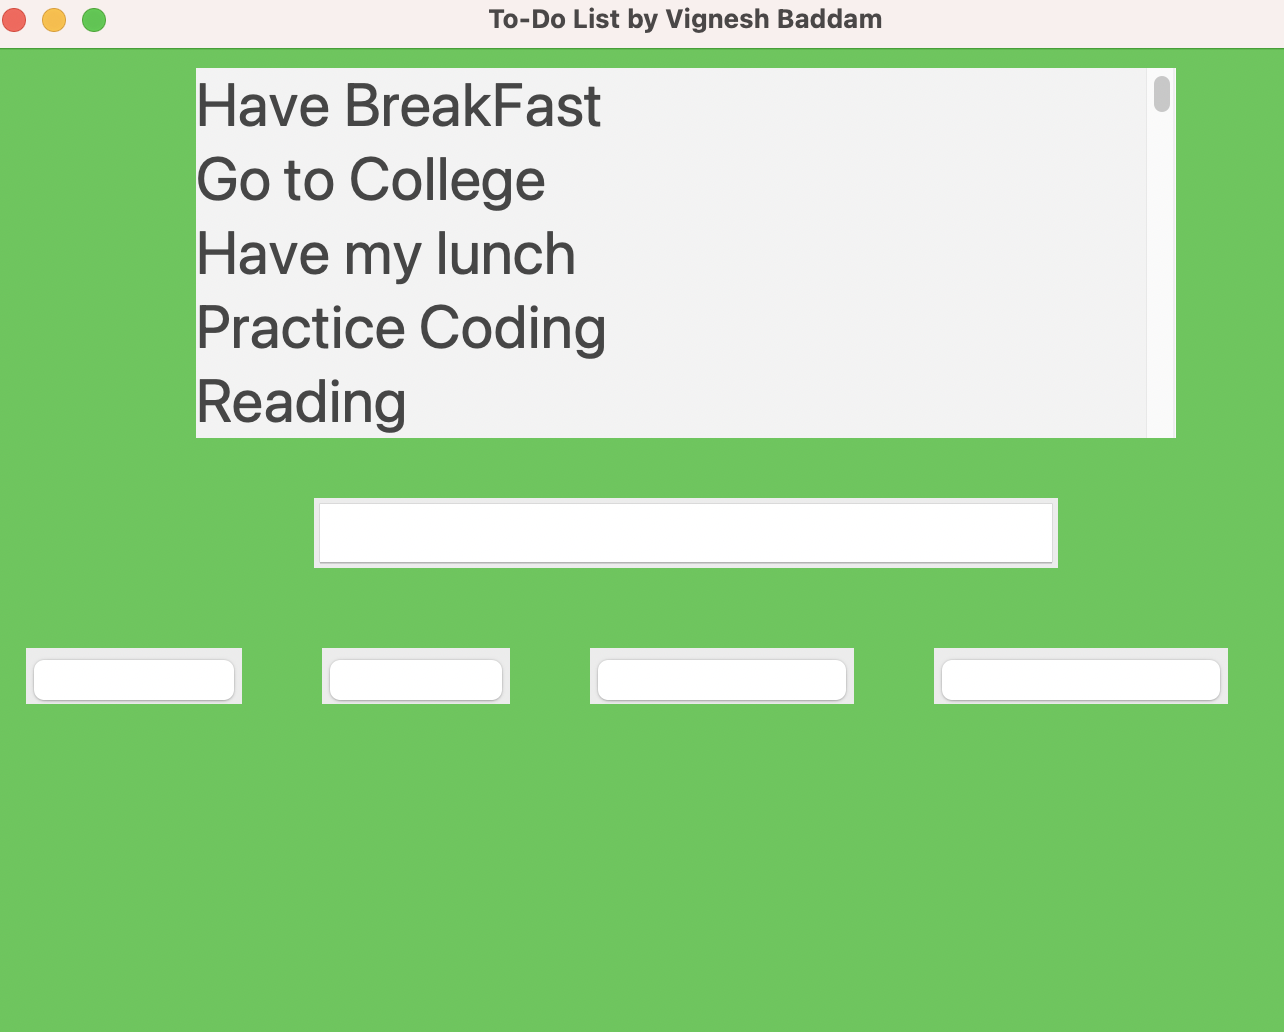 To-Do List by Vignesh Baddam
Have BreakFast
Go to College
Have my lunch
Practice Coding
Reading